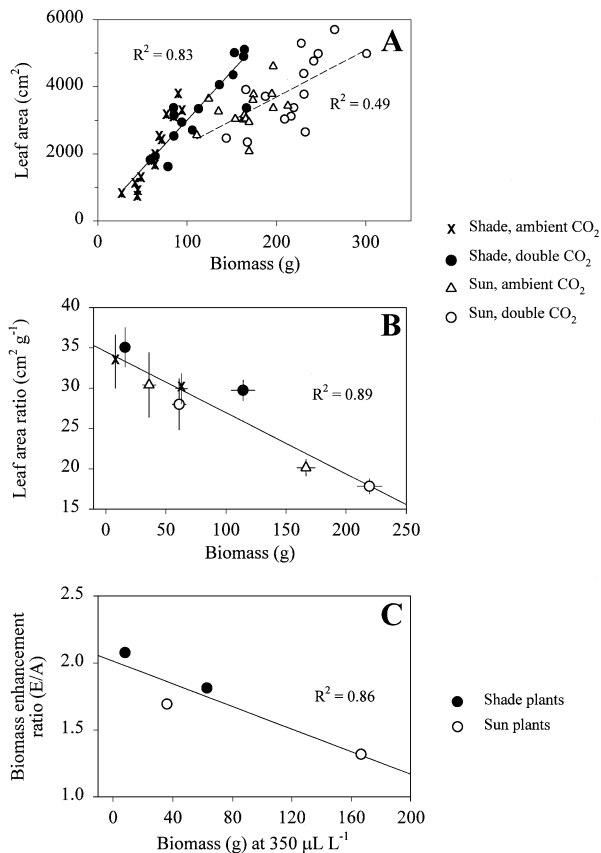 A
R² = 0.83
R² = 0.49
Leaf area (cm²)
6000
4000
2000
0
0 100 200 300
Biomass (g)
x Shade, ambient CO₂
● Shade, double CO₂
△ Sun, ambient CO₂
○ Sun, double CO₂
B
R² = 0.89
Leaf area ratio (cm² g⁻¹)
40
35
30
25
20
15
0 50 100 150 200 250
Biomass (g)
C
R² = 0.86
Biomass enhancement
ratio (E/A)
2.5
2.0
1.5
1.0
0 40 80 120 160 200
Biomass (g) at 350 µL L⁻¹
● Shade plants
○ Sun plants